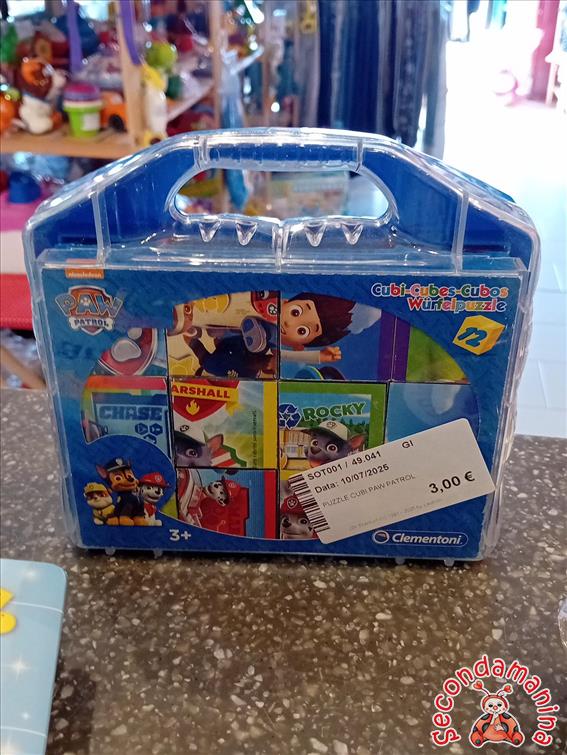 nickelodeon
PAW
PATROL
Cubi-Cubes-Cubos
Würfelpuzzle
12
CHASE
MARSHALL
ROCKY
SOT001 / 49.041 GI
Data: 10/07/2025
PUZZLE CUBI PAW PATROL
3,00 €
3+
Clementoni
Secondamanina